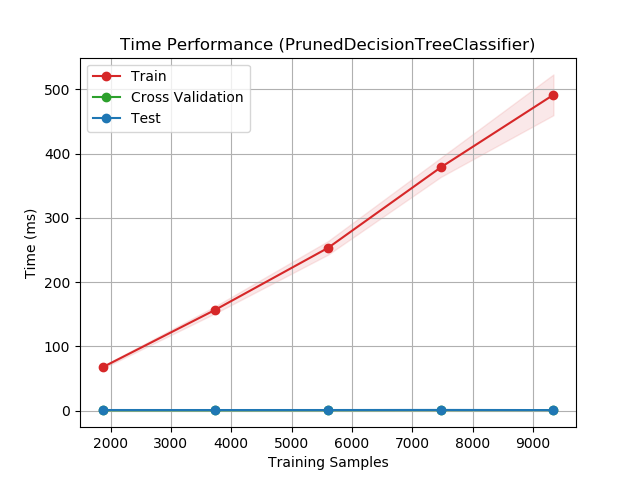 Time Performance (PrunedDecisionTreeClassifier)
Train
Cross Validation
Test
Time (ms)
500
400
300
200
100
0
2000 3000 4000 5000 6000 7000 8000 9000
Training Samples